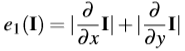 e₁(𝐈) = |∂/∂x 𝐈| + |∂/∂y 𝐈|